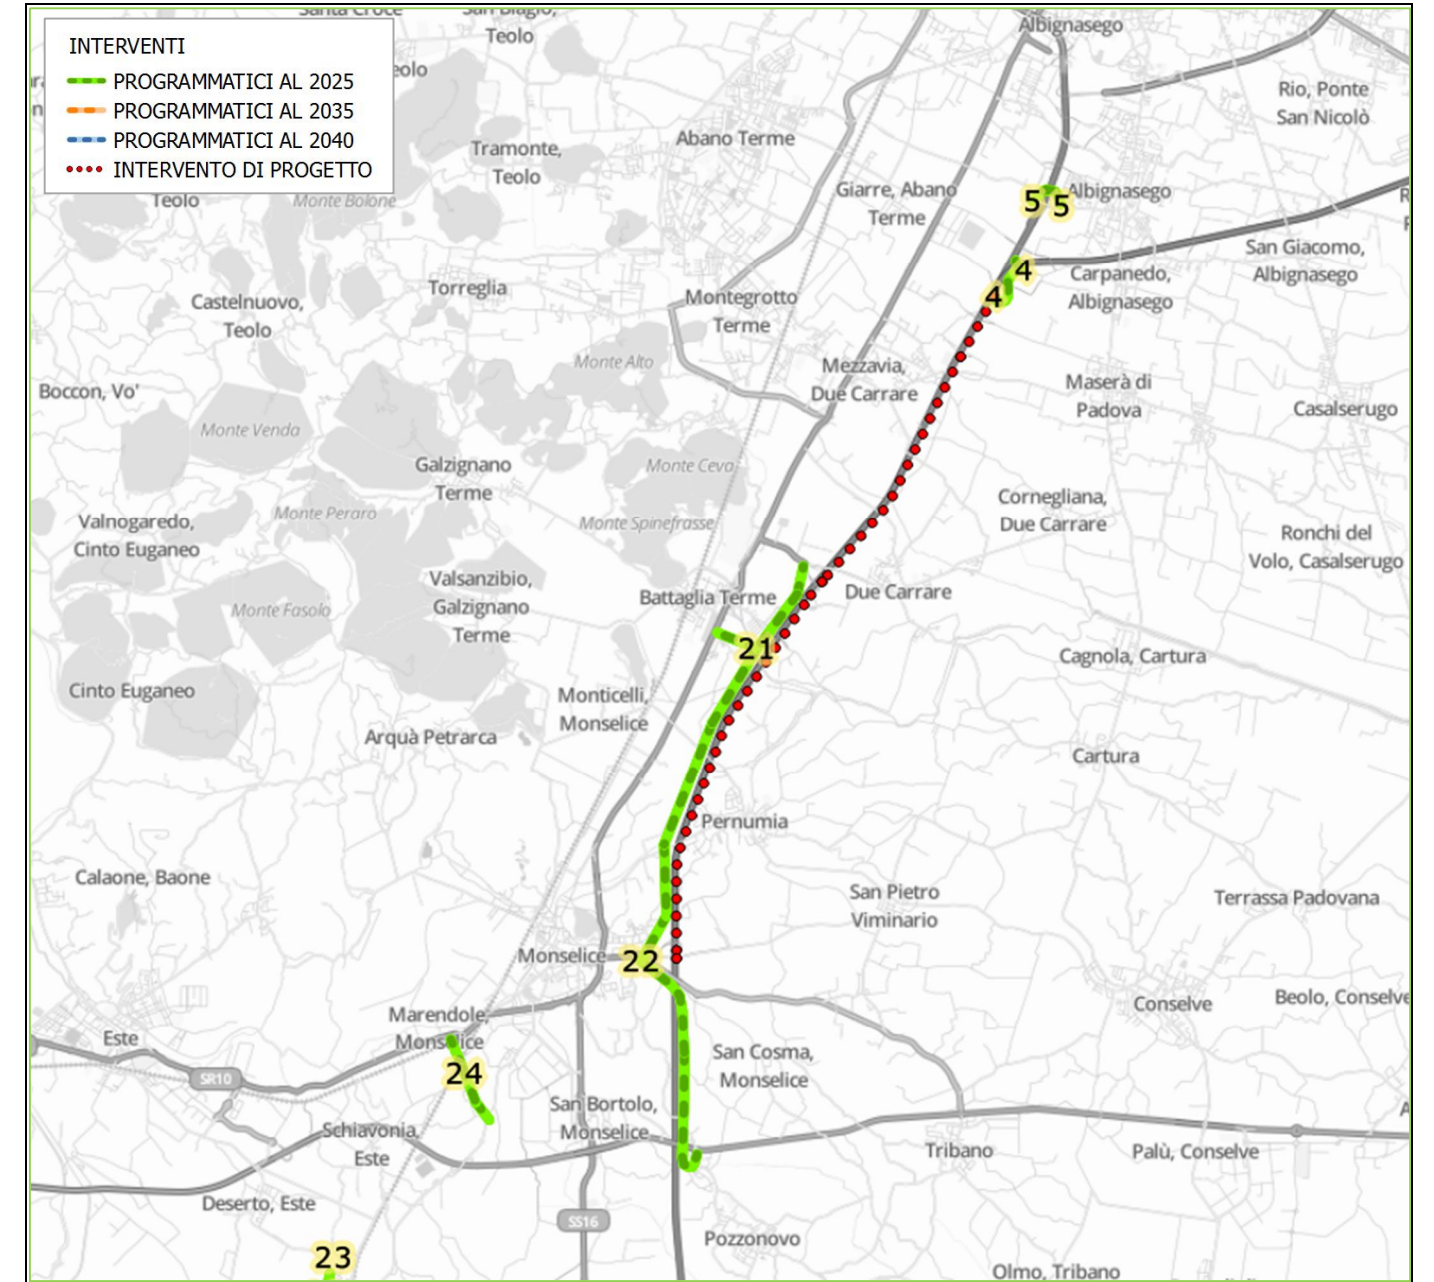 Santa Croce
San Biagio,
Teolo
Albignasego
INTERVENTI
PROGRAMMATICI AL 2025
PROGRAMMATICI AL 2035
PROGRAMMATICI AL 2040
INTERVENTO DI PROGETTO
eolo
Rio, Ponte
San Nicolò
Abano Terme
Tramonte,
Teolo
Teolo
Monte Bolone
Giarre, Abano
Terme
5
5
Albignasego
San Giacomo,
Albignasego
4
4
Carpanedo,
Albignasego
Torreglia
Castelnuovo,
Teolo
Montegrotto
Terme
Monte Alto
Mezzavia,
Due Carrare
Maserà di
Padova
Casalserugo
Boccon, Vo'
Monte Venda
Galzignano
Terme
Monte Ceva
Cornegliana,
Due Carrare
Monte Peraro
Monte Spinefrasse
Valnogaredo,
Cinto Euganeo
Ronchi del
Volo, Casalserugo
Valsanzibio,
Galzignano
Terme
Battaglia Terme
Due Carrare
Monte Fasolo
21
Cagnola, Cartura
Cinto Euganeo
Monticelli,
Monselice
Arquà Petrarca
Cartura
Pernumia
Calaone, Baone
San Pietro
Viminario
Terrassa Padovana
Monselice
22
Conselve
Beolo, Conselve
Marendole,
Monselice
Este
SR10
24
San Cosma,
Monselice
San Bortolo,
Monselice
Schiavonia,
Este
Tribano
Palù, Conselve
Deserto, Este
SS16
Pozzonovo
23
Olmo, Tribano